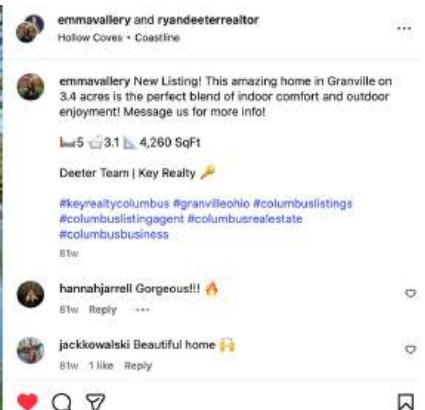 emmavallery and ryandeeterrealtor
Hollow Coves • Coastline
emmavallery New Listing! This amazing home in Granville on
3.4 acres is the perfect blend of indoor comfort and outdoor
enjoyment! Message us for more info!
🛏️5 🛁3.1 📐 4,260 SqFt
Deeter Team | Key Realty 🔑
#keyrealtycolumbus #granvilleohio #columbuslistings
#columbuslistingagent #columbusrealestate
#columbusbusiness
81w
hannahjarrell Gorgeous!!! 🔥
81w Reply ...
jackkowalski Beautiful home 🙌
81w 1 like Reply